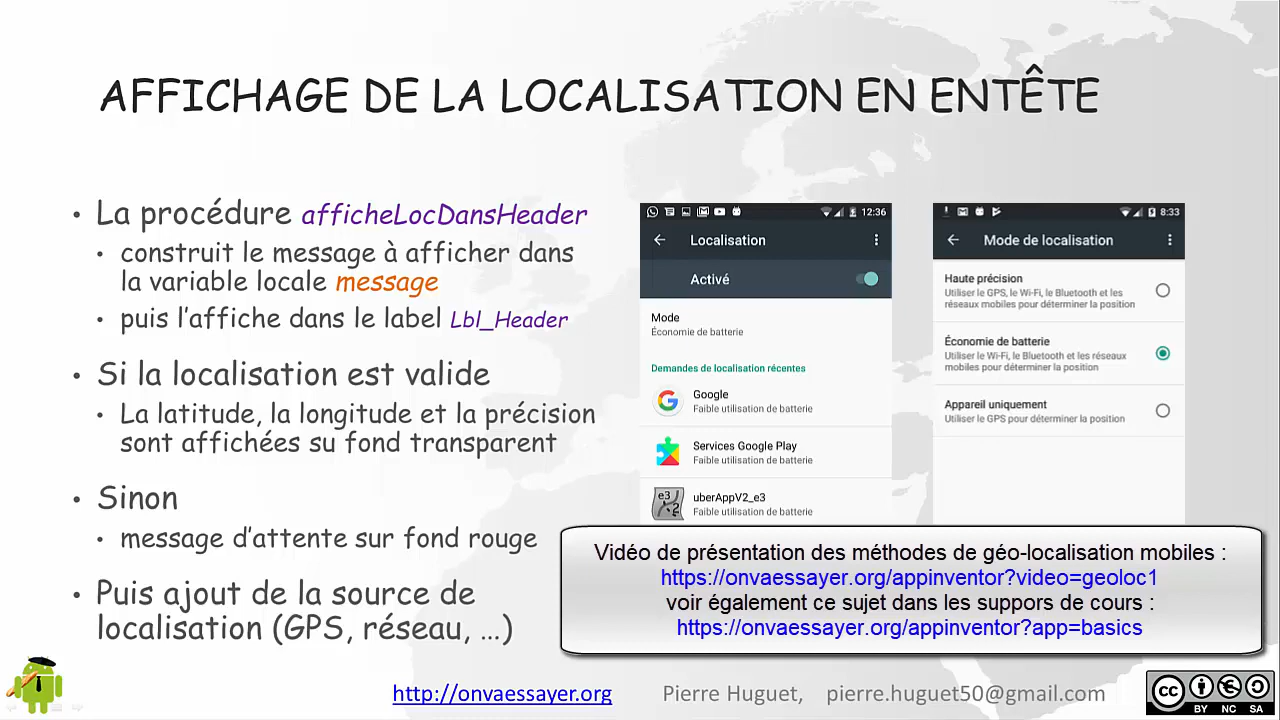 AFFICHAGE DE LA LOCALISATION EN ENTÊTE
• La procédure afficheLocDansHeader
• construit le message à afficher dans
la variable locale message
• puis l'affiche dans le label Lbl_Header
• Si la localisation est valide
• La latitude, la longitude et la précision
sont affichées su fond transparent
• Sinon
• message d'attente sur fond rouge
• Puis ajout de la source de
localisation (GPS, réseau, …)
12:36
Localisation
Activé
Mode
Économie de batterie
Demandes de localisation récentes
Google
Faible utilisation de batterie
Services Google Play
Faible utilisation de batterie
e3
uberAppV2_e3
Faible utilisation de batterie
8:33
Mode de localisation
Haute précision
Utiliser le GPS, le Wi-Fi, le Bluetooth et les
réseaux mobiles pour déterminer la position
Économie de batterie
Utiliser le Wi-Fi, le Bluetooth et les réseaux
mobiles pour déterminer la position
Appareil uniquement
Utiliser le GPS pour déterminer la position
Vidéo de présentation des méthodes de géo-localisation mobiles :
https://onvaessayer.org/appinventor?video=geoloc1
voir également ce sujet dans les suppors de cours :
https://onvaessayer.org/appinventor?app=basics
http://onvaessayer.org
Pierre Huguet, pierre.huguet50@gmail.com
cc
BY NC SA